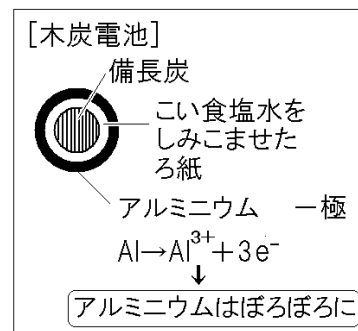 [木炭電池]
備長炭
こい食塩水を
しみこませた
ろ紙
アルミニウム　－極
Al→Al³⁺＋3e⁻
↓
アルミニウムはぼろぼろに